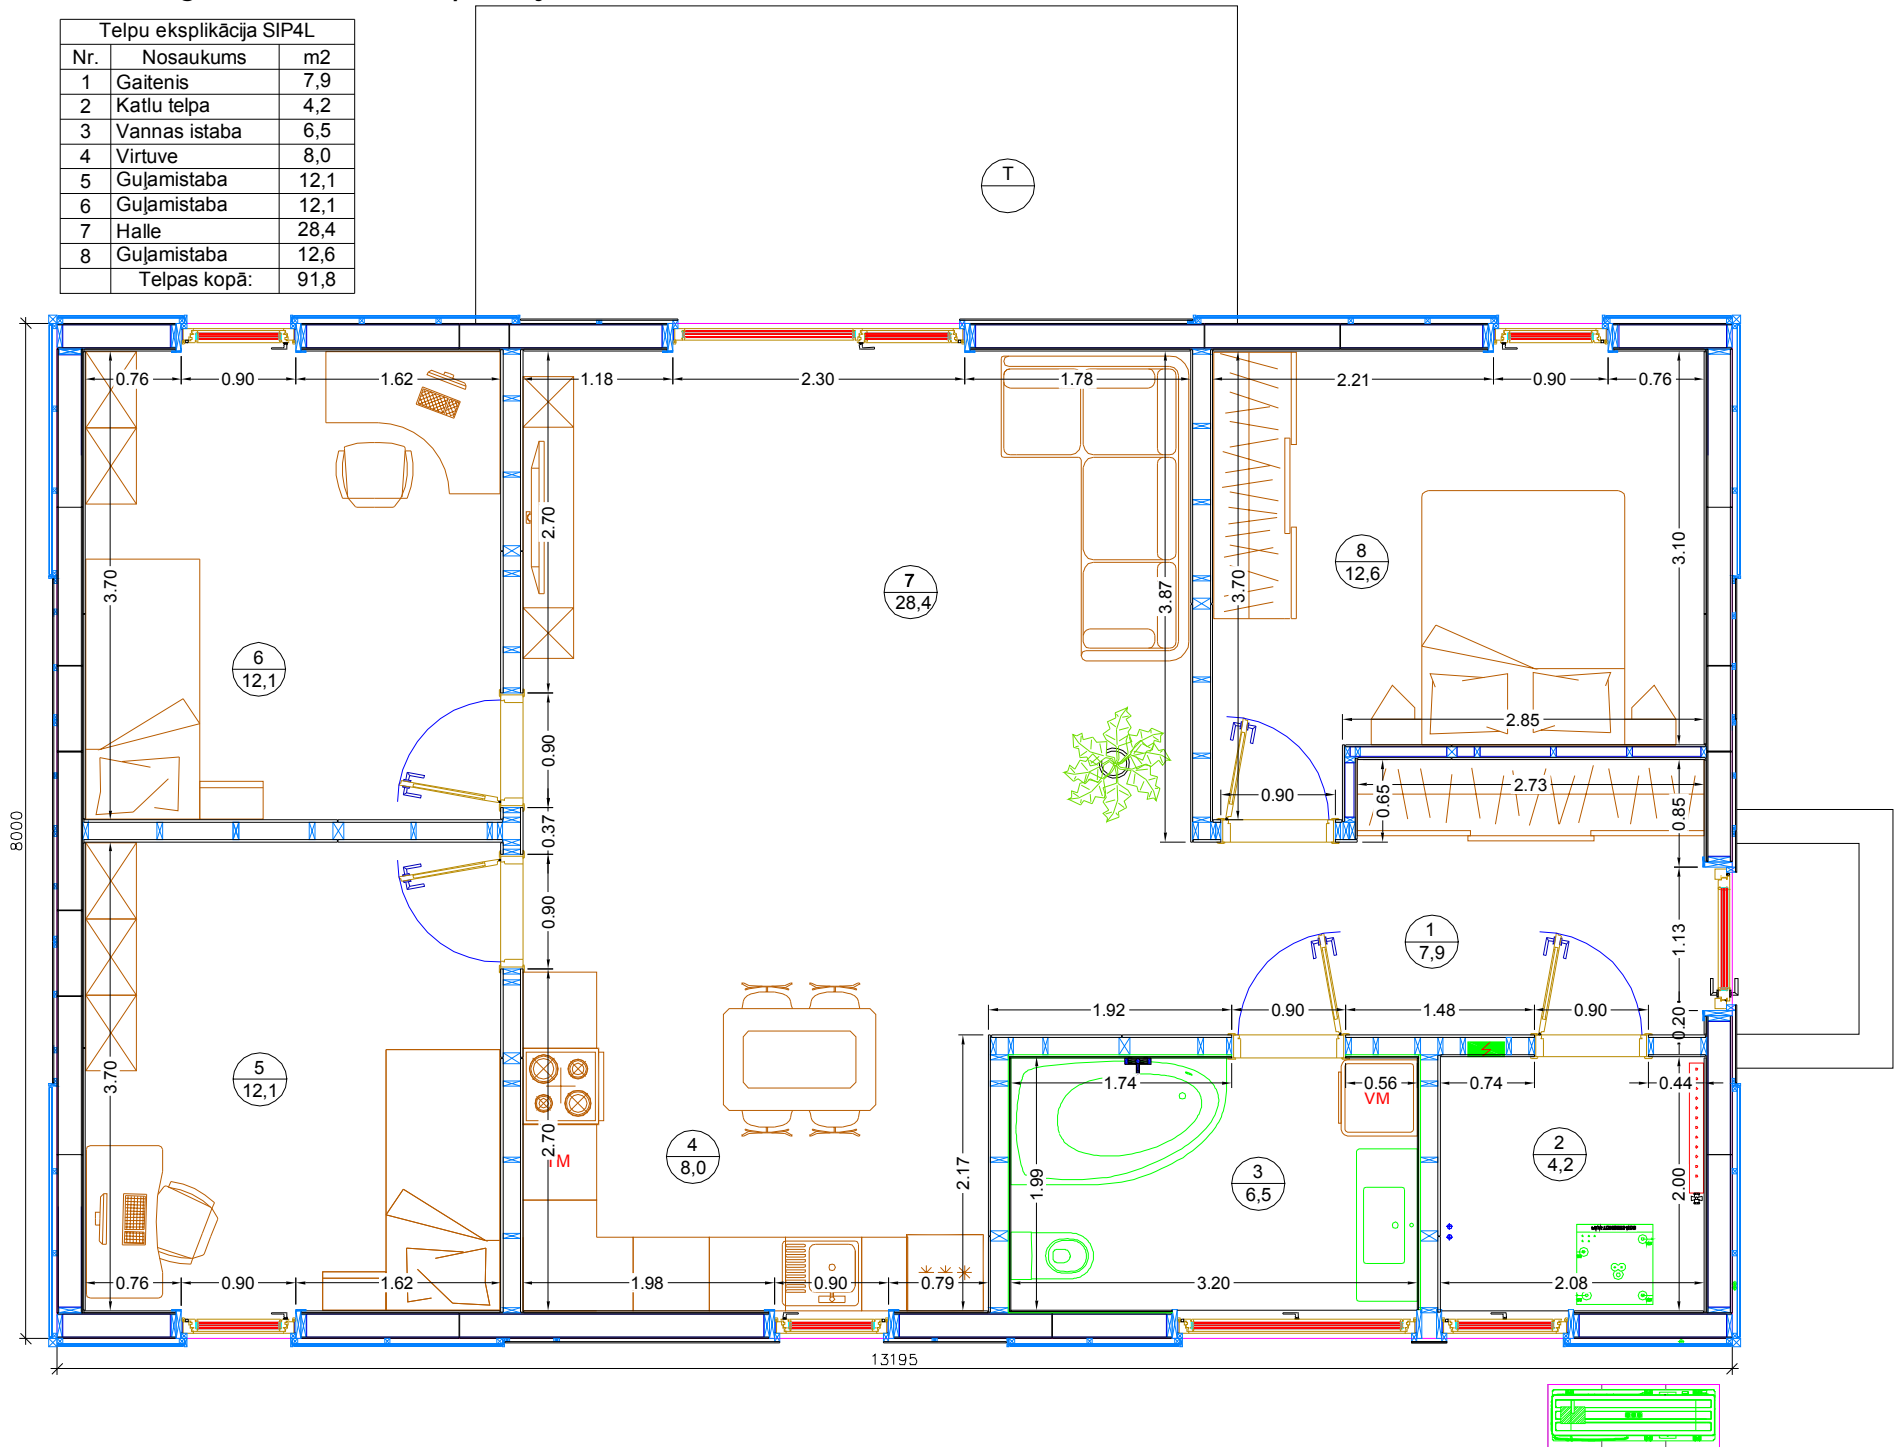 Telpu eksplikācija SIP4L
Nr. Nosaukums m2
1 Gaitenis 7,9
2 Katlu telpa 4,2
3 Vannas istaba 6,5
4 Virtuve 8,0
5 Guļamistaba 12,1
6 Guļamistaba 12,1
7 Halle 28,4
8 Guļamistaba 12,6
Telpas kopā: 91,8
T
0.76 0.90 1.62 1.18 2.30 1.78 2.21 0.90 0.76
3.70
2.70
3.87
3.70
3.10
8
12,6
7
28,4
6
12,1
2.85
0.90
0.90
2.73
0.65
0.85
0.37
8000
0.90
1
7,9
1.13
1.92 0.90 1.48 0.90
0.20
5
12,1
3.70
1.74 0.56 0.74 0.44
VM
2.70
4
8,0
2.17
1.99
3
6,5
2
4,2
2.00
0.76 0.90 1.62 1.98 0.90 0.79 3.20 2.08
13195